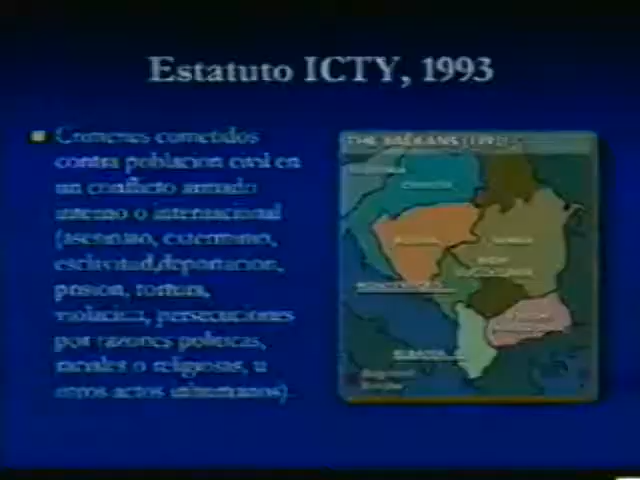 Estatuto ICTY, 1993
Crímenes cometidos
contra población civil en
un conflicto armado
interno o internacional
(asesinato, exterminio,
esclavitud,deportación,
prisión, tortura,
violación, persecuciones
por razones políticas,
raciales o religiosas, u
otros actos inhumanos).
THE BALKANS